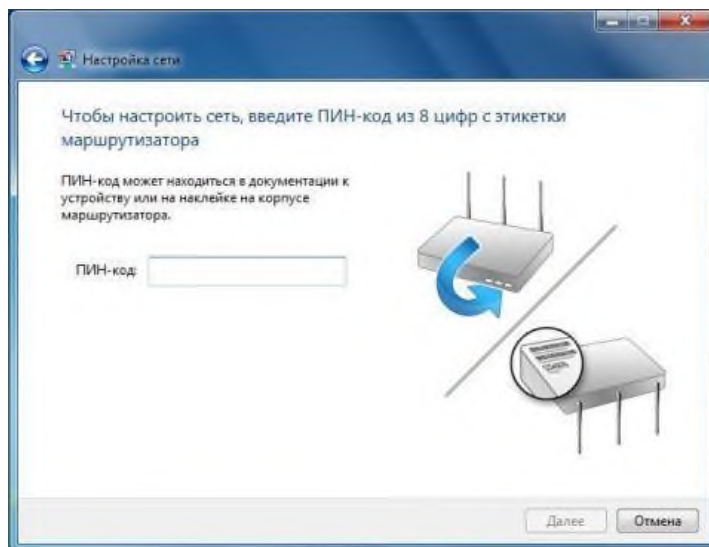 Настройка сети
Чтобы настроить сеть, введите ПИН-код из 8 цифр с этикетки
маршрутизатора
ПИН-код может находиться в документации к
устройству или на наклейке на корпусе
маршрутизатора.
ПИН-код:
Далее
Отмена